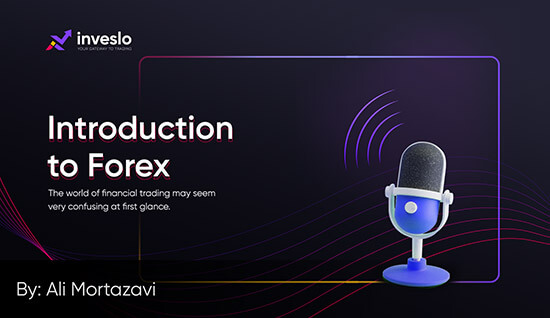 inveslo
YOUR GATEWAY TO TRADING
Introduction
to Forex
The world of financial trading may seem
very confusing at first glance.
By: Ali Mortazavi